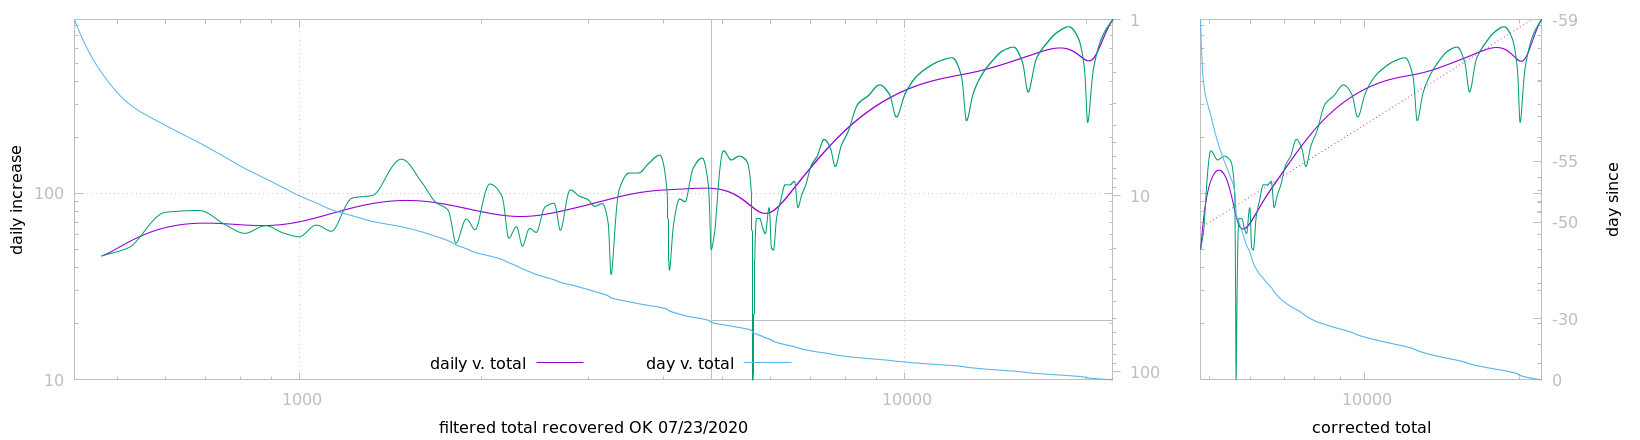 1
-59
daily increase
100
-55
10
-50
day since
-30
daily v. total
day v. total
10
100
0
1000
10000
10000
filtered total recovered OK 07/23/2020
corrected total